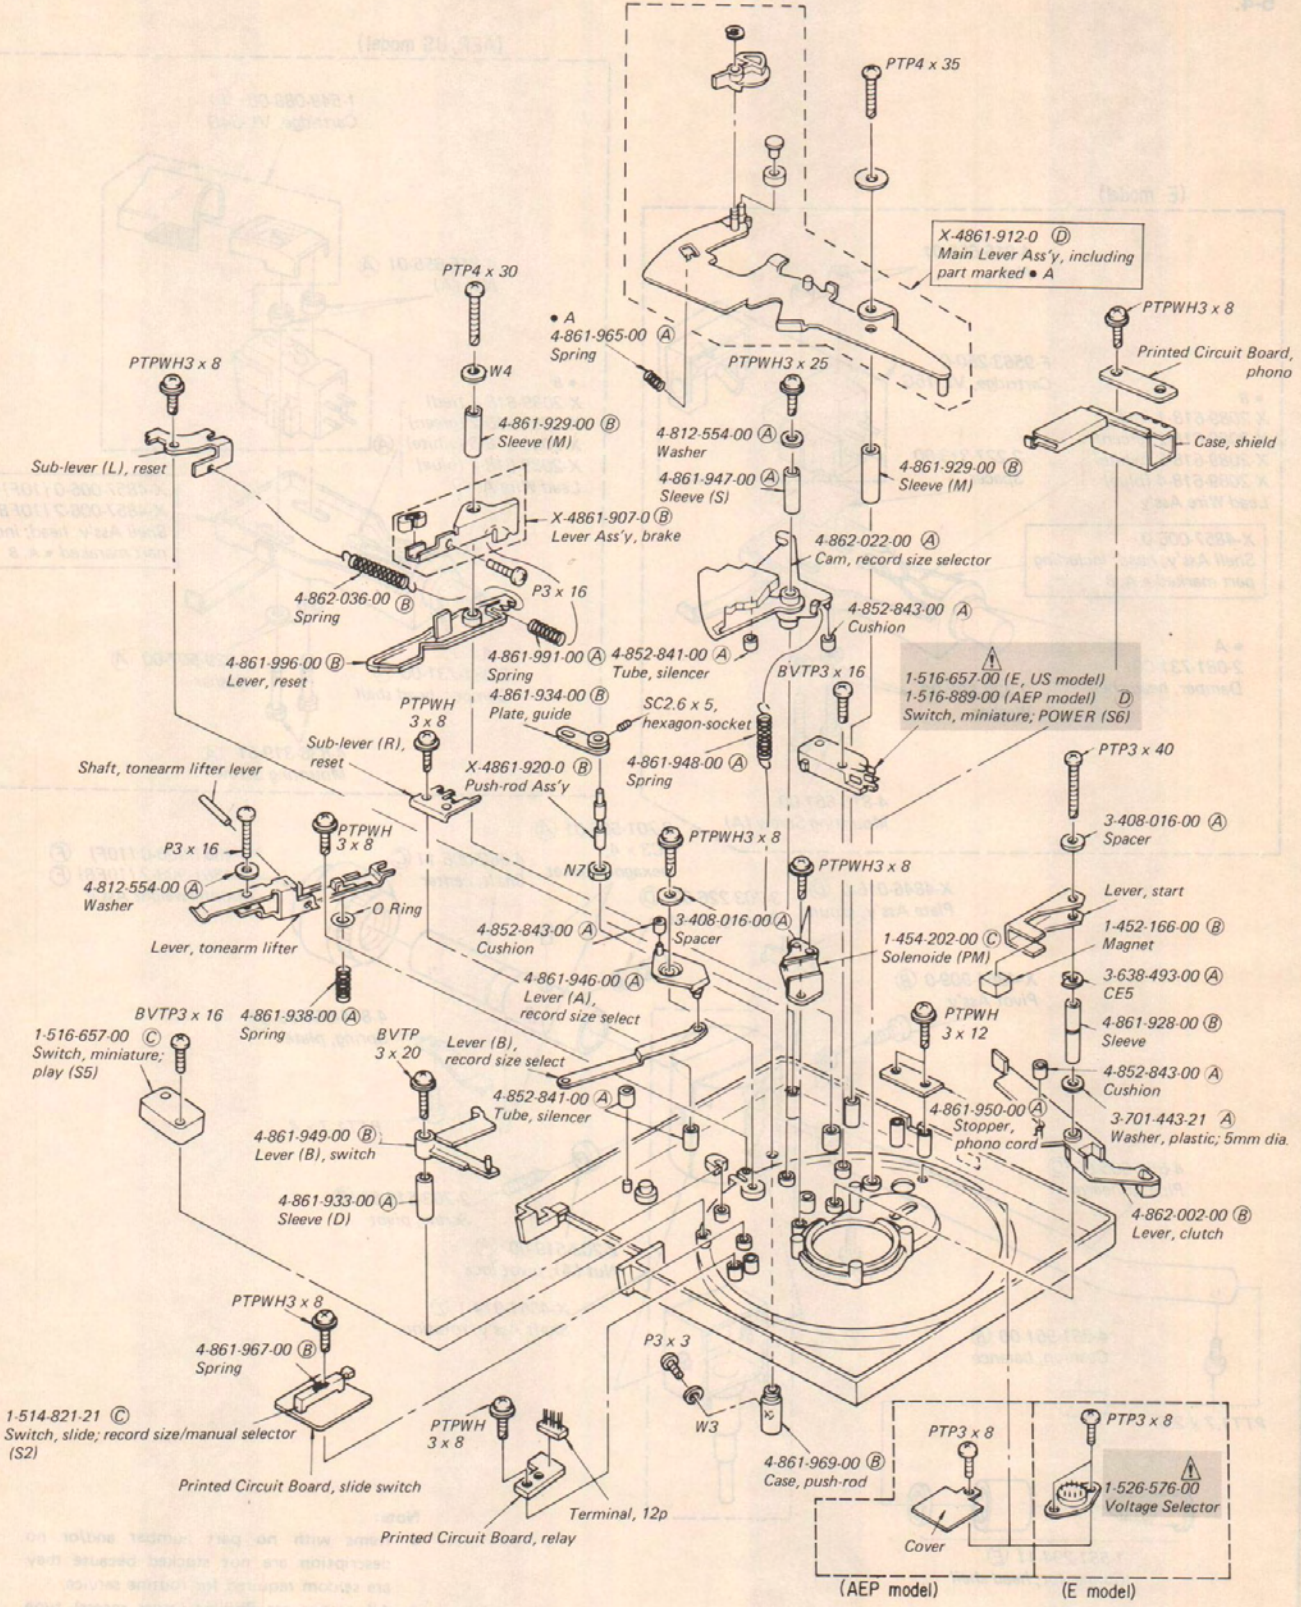 PTP4 x 35
X-4861-912-0 Ⓓ
Main Lever Ass'y, including
part marked ● A
PTP4 x 30
● A
4-861-965-00 Ⓐ
Spring
PTPWH3 x 8
Printed Circuit Board,
phono
PTPWH3 x 8
W4
PTPWH3 x 25
4-861-929-00 Ⓑ
Sleeve (M)
4-812-554-00 Ⓐ
Washer
Case, shield
Sub-lever (L), reset
4-861-947-00 Ⓐ
Sleeve (S)
4-861-929-00 Ⓑ
Sleeve (M)
X-4861-907-0 Ⓑ
Lever Ass'y, brake
4-862-022-00 Ⓐ
Cam, record size selector
4-862-036-00 Ⓑ
Spring
P3 x 16
4-852-843-00 Ⓐ
Cushion
4-861-996-00 Ⓑ
Lever, reset
4-861-991-00 Ⓐ
Spring
4-852-841-00 Ⓐ
Tube, silencer
BVTP3 x 16
1-516-657-00 (E, US model)
1-516-889-00 (AEP model) D
Switch, miniature; POWER (S6)
4-861-934-00 Ⓑ
Plate, guide
SC2.6 x 5,
hexagon-socket
PTPWH
3 x 8
Sub-lever (R),
reset
4-861-948-00 Ⓐ
Spring
PTP3 x 40
Shaft, tonearm lifter lever
X-4861-920-0 Ⓑ
Push-rod Ass'y
P3 x 16
PTPWH
3 x 8
PTPWH3 x 8
3-408-016-00 Ⓐ
Spacer
4-812-554-00 Ⓐ
Washer
N7
PTPWH3 x 8
Lever, start
O Ring
Lever, tonearm lifter
4-852-843-00 Ⓐ
Cushion
3-408-016-00 Ⓐ
Spacer
1-454-202-00 Ⓒ
Solenoide (PM)
1-452-166-00 Ⓑ
Magnet
4-861-946-00 Ⓐ
Lever (A),
record size select
3-638-493-00 Ⓐ
CE5
BVTP3 x 16
4-861-938-00 Ⓐ
Spring
PTPWH
3 x 12
4-861-928-00 Ⓑ
Sleeve
1-516-657-00 Ⓒ
Switch, miniature;
play (S5)
BVTP
3 x 20
Lever (B),
record size select
4-852-843-00 Ⓐ
Cushion
4-852-841-00 Ⓐ
Tube, silencer
4-861-950-00 Ⓐ
Stopper,
phono cord
3-701-443-21 Ⓐ
Washer, plastic; 5mm dia.
4-861-949-00 Ⓑ
Lever (B), switch
4-861-933-00 Ⓐ
Sleeve (D)
4-862-002-00 Ⓑ
Lever, clutch
PTPWH3 x 8
4-861-967-00 Ⓑ
Spring
P3 x 3
1-514-821-21 Ⓒ
Switch, slide; record size/manual selector
(S2)
PTPWH
3 x 8
W3
PTP3 x 8
PTP3 x 8
4-861-969-00 Ⓑ
Case, push-rod
Printed Circuit Board, slide switch
1-526-576-00
Voltage Selector
Terminal, 12p
Printed Circuit Board, relay
Cover
(AEP model)
(E model)